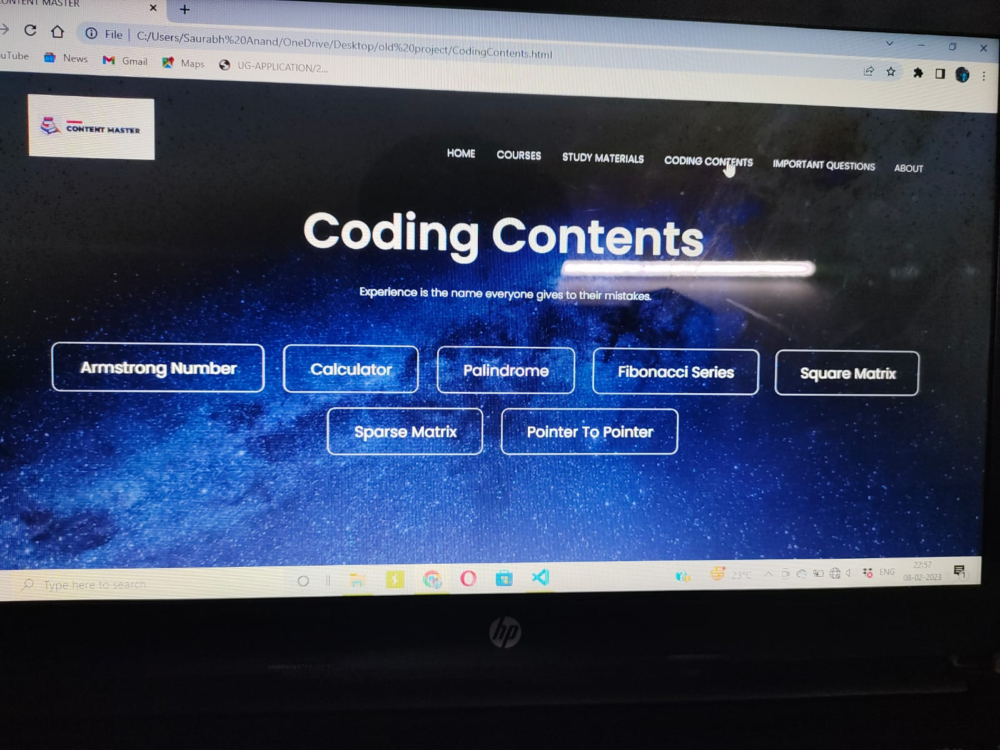 CONTENT MASTER
File | C:/Users/Saurabh%20Anand/OneDrive/Desktop/old%20project/CodingContents.html
uTube News Gmail Maps UG-APPLICATION/2...
CONTENT MASTER
HOME COURSES STUDY MATERIALS CODING CONTENTS IMPORTANT QUESTIONS ABOUT
Coding Contents
Experience is the name everyone gives to their mistakes.
Armstrong Number Calculator Palindrome Fibonacci Series Square Matrix
Sparse Matrix Pointer To Pointer
Type here to search 23°C ENG 22:57
08-02-2023 1
hp